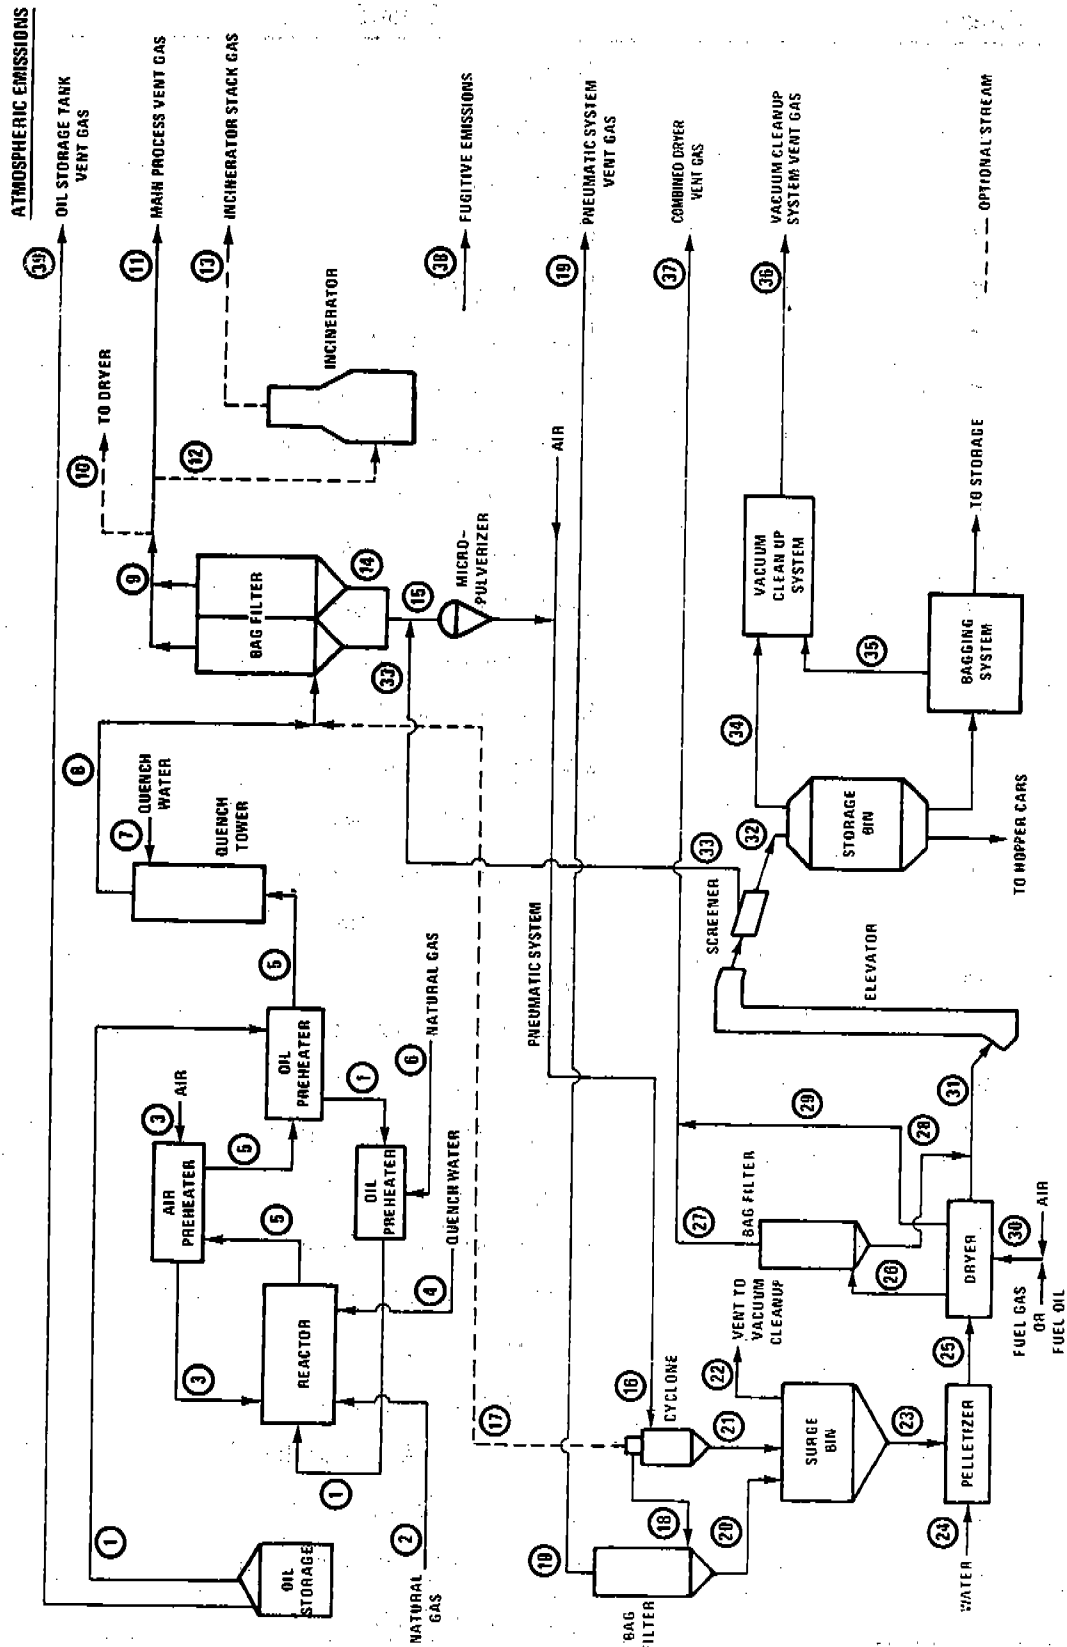 ATMOSPHERIC EMISSIONS
39
OIL STORAGE TANK
VENT GAS
1
OIL
STORAGE
3
AIR
AIR
PREHEATER
5
3
5
REACTOR
1
2
NATURAL
GAS
4
QUENCH WATER
OIL
PREHEATER
1
OIL
PREHEATER
6
NATURAL GAS
5
8
7
QUENCH
WATER
QUENCH
TOWER
9
10
TO DRYER
11
MAIN PROCESS VENT GAS
12
13
INCINERATOR STACK GAS
INCINERATOR
BAG FILTER
14
15
33
MICRO-
PULVERIZER
38
FUGITIVE EMISSIONS
17
PNEUMATIC SYSTEM
AIR
19
19
PNEUMATIC SYSTEM
VENT GAS
BAG
FILTER
18
16
CYCLONE
20
21
22
VENT TO
VACUUM
CLEANUP
SURGE
BIN
23
24
WATER
PELLETIZER
25
27
BAG FILTER
26
28
29
DRYER
30
AIR
FUEL GAS
OR
FUEL OIL
31
37
COMBINED DRYER
VENT GAS
33
SCREENER
ELEVATOR
32
STORAGE
BIN
TO HOPPER CARS
34
35
VACUUM
CLEAN UP
SYSTEM
36
VACUUM CLEANUP
SYSTEM VENT GAS
BAGGING
SYSTEM
TO STORAGE
OPTIONAL STREAM